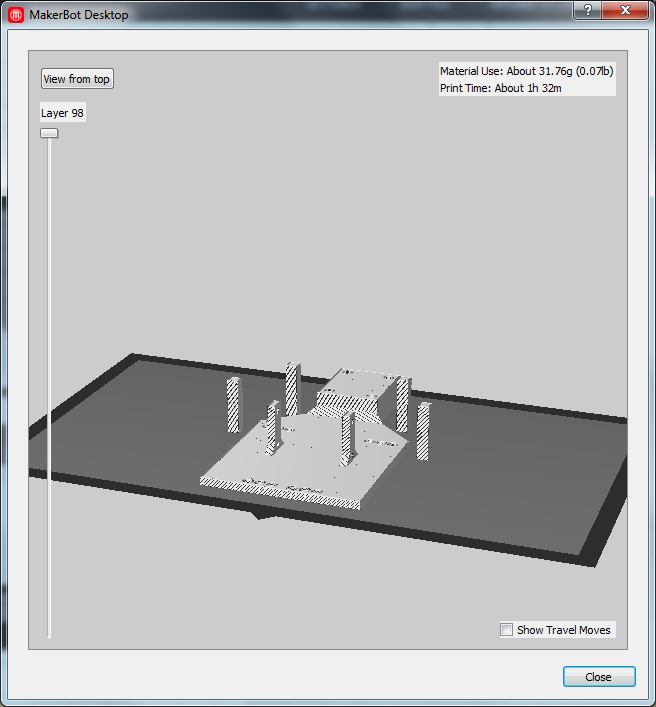 MakerBot Desktop
View from top
Material Use: About 31.76g (0.07lb)
Print Time: About 1h 32m
Layer 98
Show Travel Moves
Close